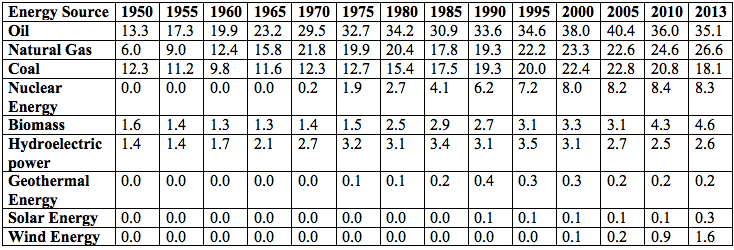 Energy Source 1950 1955 1960 1965 1970 1975 1980 1985 1990 1995 2000 2005 2010 2013
Oil 13.3 17.3 19.9 23.2 29.5 32.7 34.2 30.9 33.6 34.6 38.0 40.4 36.0 35.1
Natural Gas 6.0 9.0 12.4 15.8 21.8 19.9 20.4 17.8 19.3 22.2 23.3 22.6 24.6 26.6
Coal 12.3 11.2 9.8 11.6 12.3 12.7 15.4 17.5 19.3 20.0 22.4 22.8 20.8 18.1
Nuclear 0.0 0.0 0.0 0.0 0.2 1.9 2.7 4.1 6.2 7.2 8.0 8.2 8.4 8.3
Energy
Biomass 1.6 1.4 1.3 1.3 1.4 1.5 2.5 2.9 2.7 3.1 3.3 3.1 4.3 4.6
Hydroelectric 1.4 1.4 1.7 2.1 2.7 3.2 3.1 3.4 3.1 3.5 3.1 2.7 2.5 2.6
power
Geothermal 0.0 0.0 0.0 0.0 0.0 0.1 0.1 0.2 0.4 0.3 0.3 0.2 0.2 0.2
Energy
Solar Energy 0.0 0.0 0.0 0.0 0.0 0.0 0.0 0.0 0.1 0.1 0.1 0.1 0.1 0.3
Wind Energy 0.0 0.0 0.0 0.0 0.0 0.0 0.0 0.0 0.0 0.0 0.1 0.2 0.9 1.6